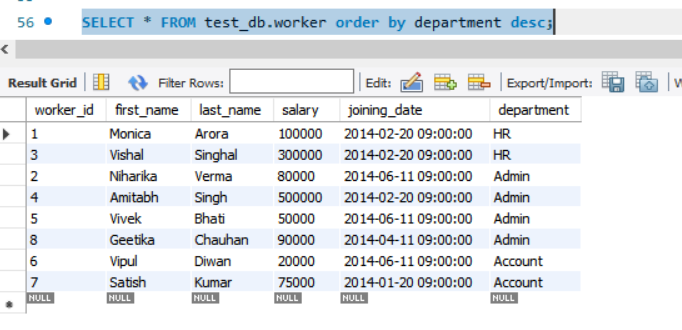 56 SELECT * FROM test_db.worker order by department desc;
Result Grid Filter Rows: Edit: Export/Import:
worker_id first_name last_name salary joining_date department
1 Monica Arora 100000 2014-02-20 09:00:00 HR
3 Vishal Singhal 300000 2014-02-20 09:00:00 HR
2 Niharika Verma 80000 2014-06-11 09:00:00 Admin
4 Amitabh Singh 500000 2014-02-20 09:00:00 Admin
5 Vivek Bhati 50000 2014-06-11 09:00:00 Admin
8 Geetika Chauhan 90000 2014-04-11 09:00:00 Admin
6 Vipul Diwan 20000 2014-06-11 09:00:00 Account
7 Satish Kumar 75000 2014-01-20 09:00:00 Account
NULL NULL NULL NULL NULL NULL